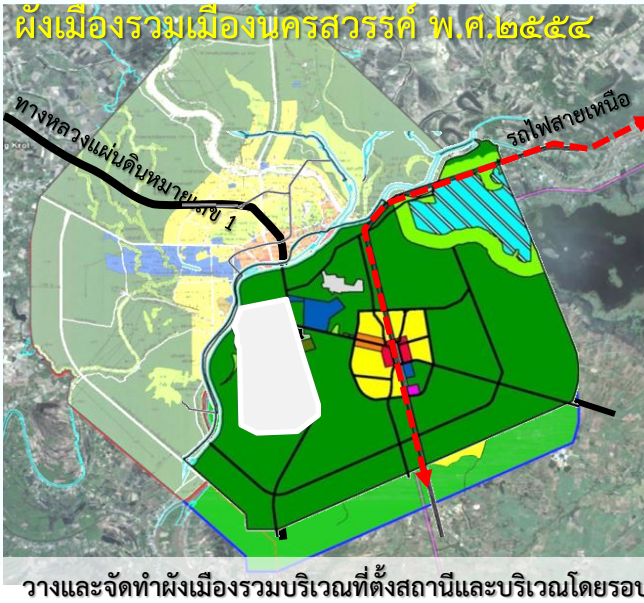 ผังเมืองรวมเมืองนครสวรรค์ พ.ศ.๒๕๕๔
รถไฟสายเหนือ
ทางหลวงแผ่นดินหมายเลข 1
g Krot
วางและจัดทำผังเมืองรวมบริเวณที่ตั้งสถานีและบริเวณโดยรอบ